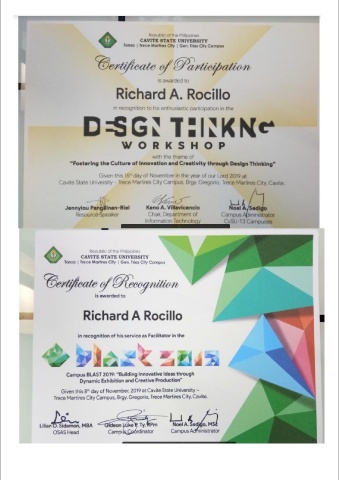 Republic of the Philippines
CAVITE STATE UNIVERSITY
Tanza | Trece Martires City | Gen. Trias City Campus
Certificate of Participation
is awarded to
Richard A. Rocillo
in recognition to his enthusiastic participation in the
DESGN THNKNG
WORKSHOP
with the theme of
"Fostering the Culture of Innovation and Creativity through Design Thinking"
Given this 15th day of November in the year of our Lord 2019 at
Cavite State University - Trece Martires City Campus, Brgy. Gregorio, Trece Martires City, Cavite.
Jennylou Pangilinan-Riel
Resource Speaker
Keno A. Villavicencio
Chair, Department of
Information Technology
Noel A. Sedigo
Campus Administrator
CvSU-T3 Campuses
Republic of the Philippines
CAVITE STATE UNIVERSITY
Tanza | Trece Martires City | Gen. Trias City Campus
Certificate of Recognition
is awarded to
Richard A Rocillo
in recognition of his service as Facilitator in the
blast 2019
Campus BLAST 2019: "Building Innovative Ideas through
Dynamic Exhibition and Creative Production"
Given this 8th day of November, 2019 at Cavite State University -
Trece Martires City Campus, Brgy. Gregorio, Trece Martires City, Cavite.
Lilian D. Sideman, MBA
OSAS Head
Gideon Luke E. Ty, RPm
Campus Coordinator
Noel A. Sedigo, MSE
Campus Administrator